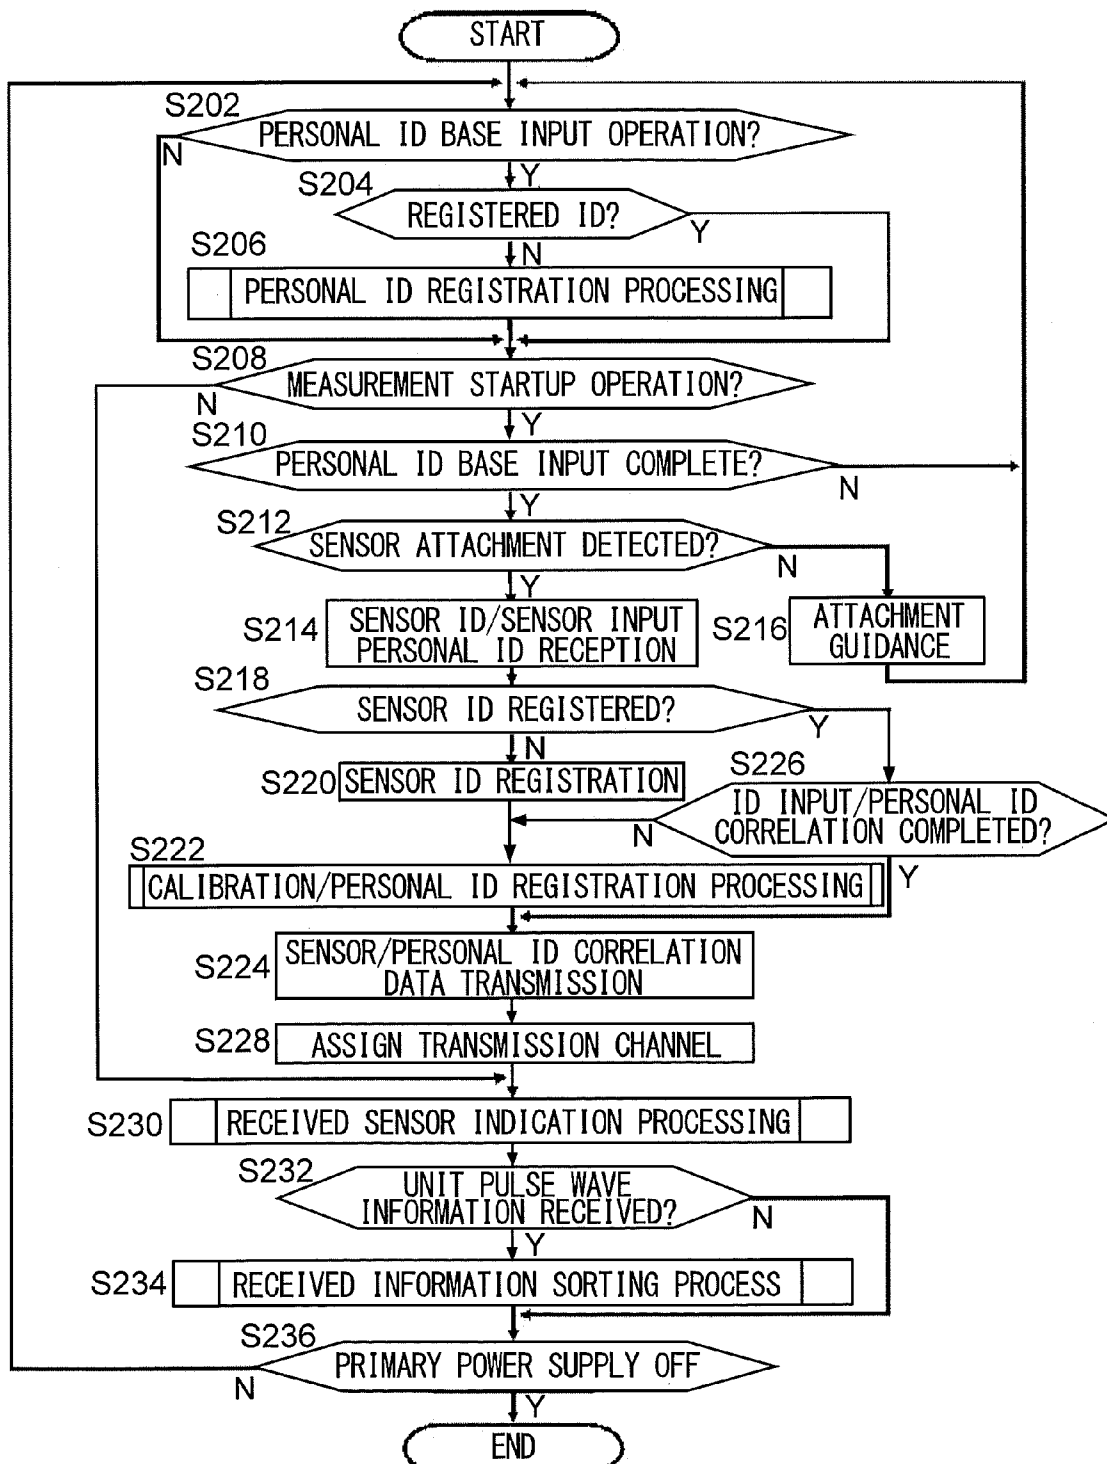 START
S202
PERSONAL ID BASE INPUT OPERATION?
N
Y
S204
REGISTERED ID?
Y
N
S206
PERSONAL ID REGISTRATION PROCESSING
S208
MEASUREMENT STARTUP OPERATION?
N
Y
S210
PERSONAL ID BASE INPUT COMPLETE?
N
Y
S212
SENSOR ATTACHMENT DETECTED?
N
Y
S214
SENSOR ID/SENSOR INPUT
PERSONAL ID RECEPTION
S216
ATTACHMENT
GUIDANCE
S218
SENSOR ID REGISTERED?
Y
N
S220
SENSOR ID REGISTRATION
S226
ID INPUT/PERSONAL ID
CORRELATION COMPLETED?
N
Y
S222
CALIBRATION/PERSONAL ID REGISTRATION PROCESSING
S224
SENSOR/PERSONAL ID CORRELATION
DATA TRANSMISSION
S228
ASSIGN TRANSMISSION CHANNEL
S230
RECEIVED SENSOR INDICATION PROCESSING
S232
UNIT PULSE WAVE
INFORMATION RECEIVED?
N
Y
S234
RECEIVED INFORMATION SORTING PROCESS
S236
PRIMARY POWER SUPPLY OFF
N
Y
END